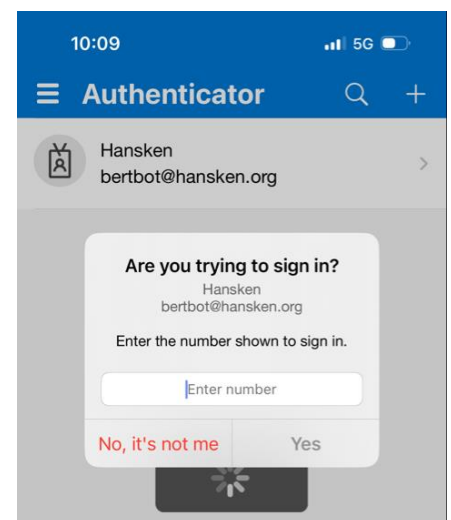 10:09
5G
Authenticator
Hansken
bertbot@hansken.org
Are you trying to sign in?
Hansken
bertbot@hansken.org
Enter the number shown to sign in.
Enter number
No, it's not me
Yes